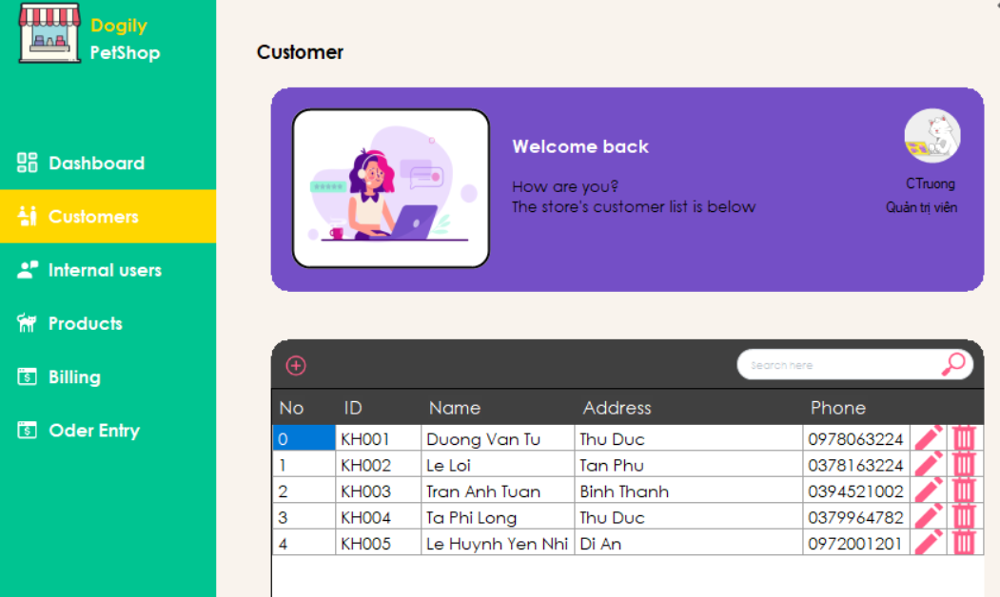 Dogily
PetShop
Dashboard
Customers
Internal users
Products
Billing
Oder Entry
Customer
Welcome back
How are you?
The store's customer list is below
CTruong
Quản trị viên
Search here
No ID Name Address Phone
0 KH001 Duong Van Tu Thu Duc 0978063224
1 KH002 Le Loi Tan Phu 0378163224
2 KH003 Tran Anh Tuan Binh Thanh 0394521002
3 KH004 Ta Phi Long Thu Duc 0379964782
4 KH005 Le Huynh Yen Nhi Di An 0972001201